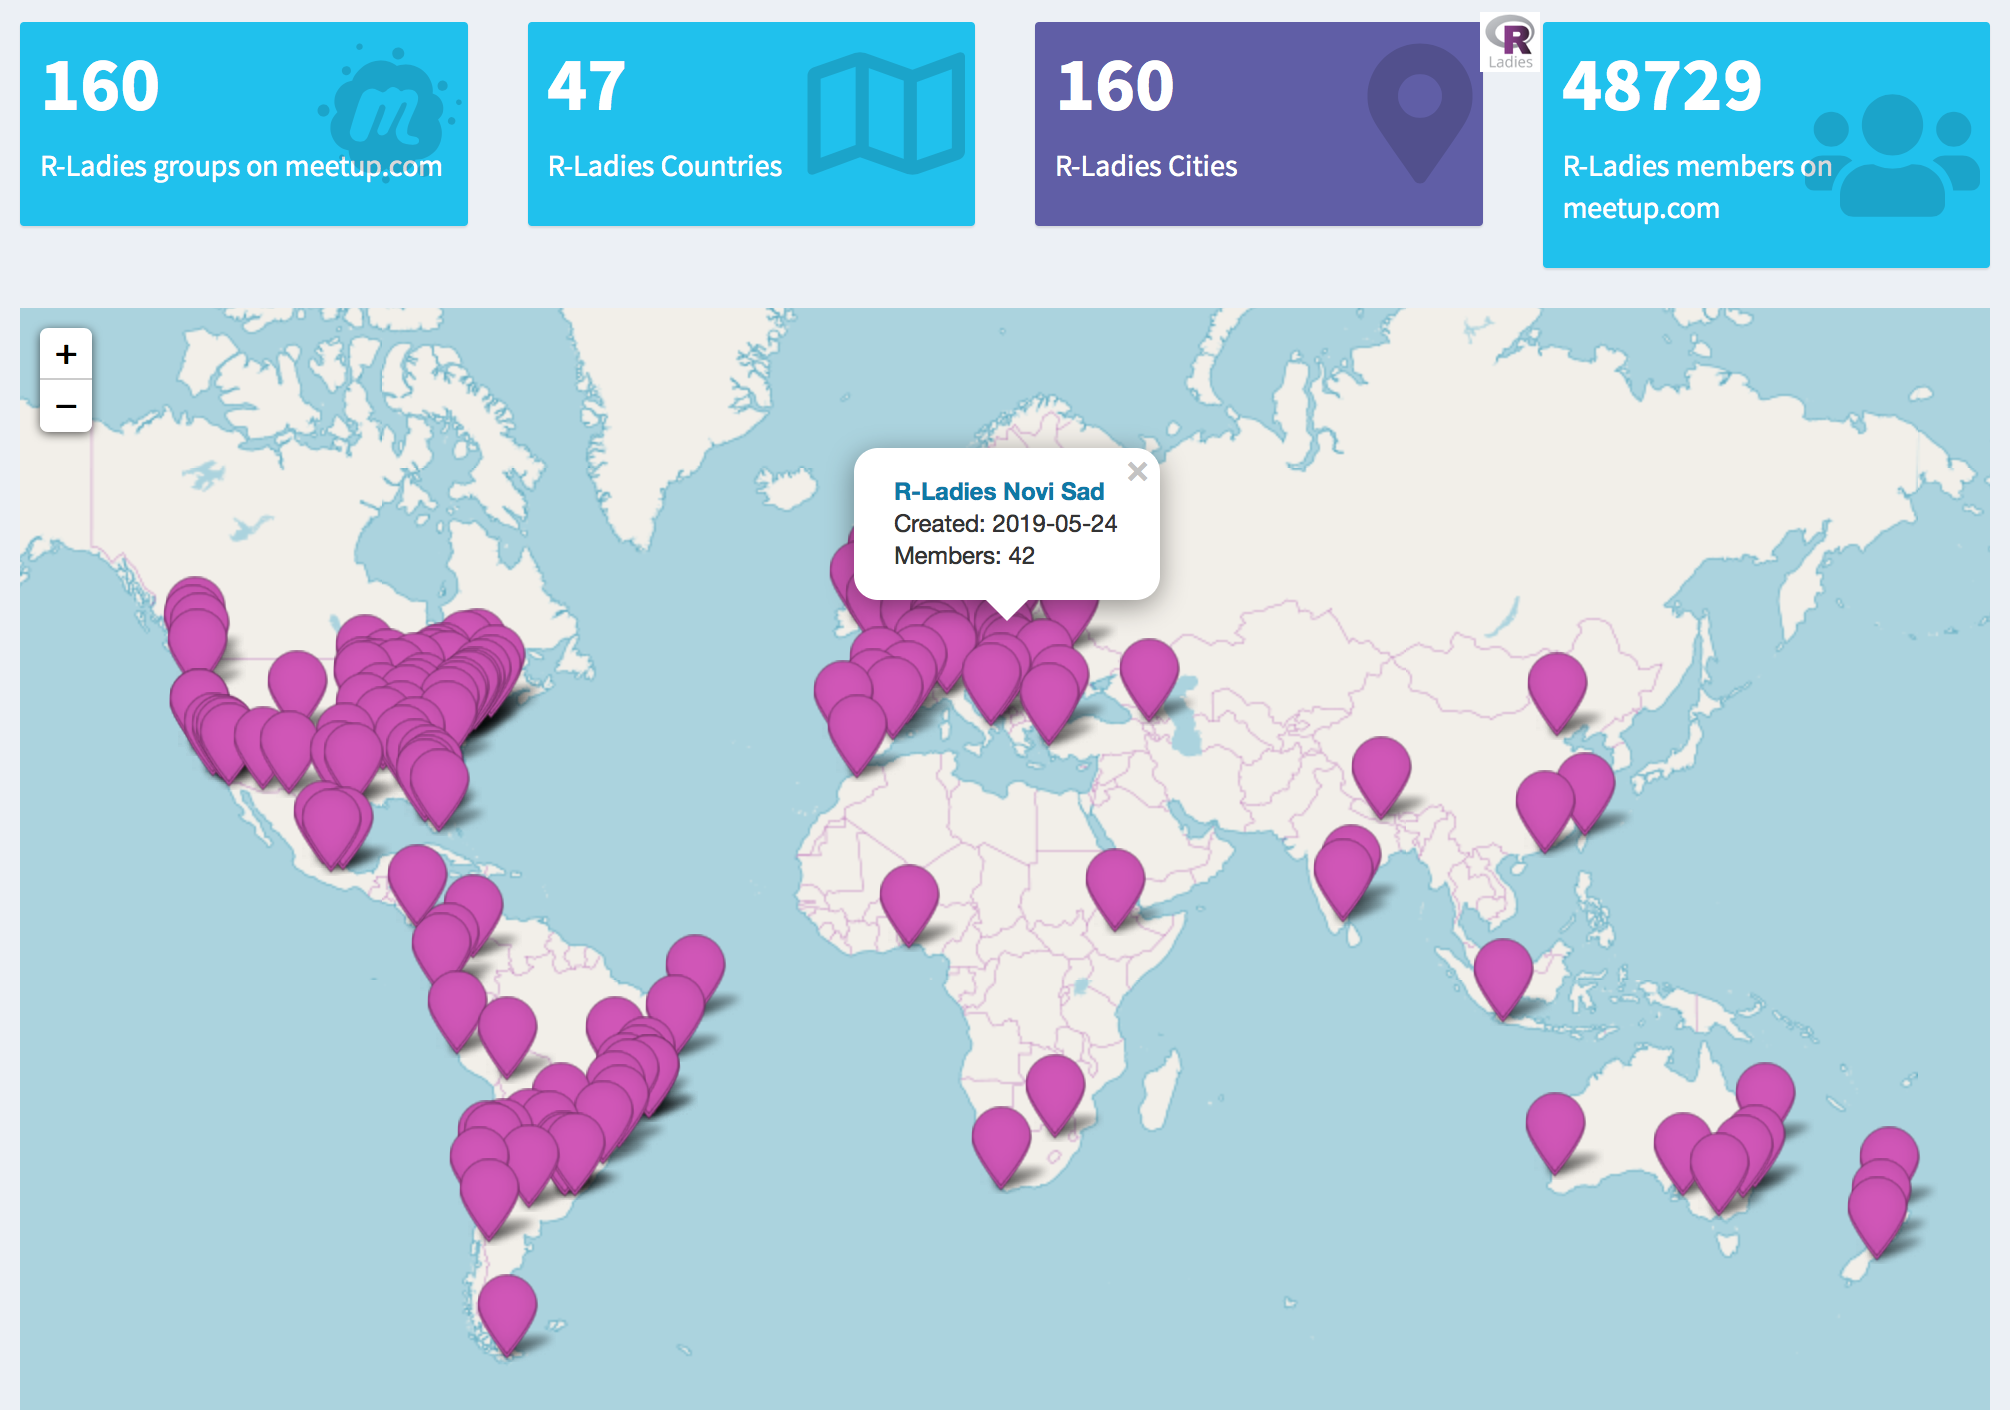 160
R-Ladies groups on meetup.com
47
R-Ladies Countries
160
R-Ladies Cities
R
Ladies
48729
R-Ladies members on
meetup.com
+
−
×
R-Ladies Novi Sad
Created: 2019-05-24
Members: 42